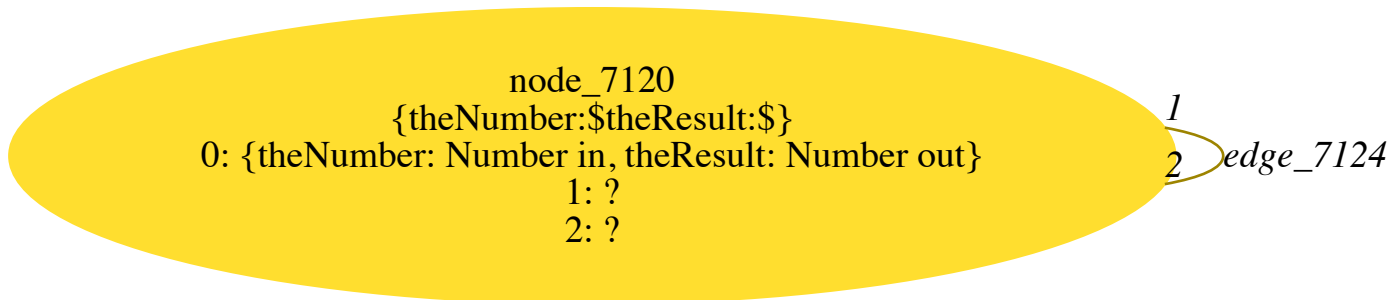 node_7120
{theNumber:$theResult:$}
0: {theNumber: Number in, theResult: Number out}
1: ?
2: ?
1
2
edge_7124